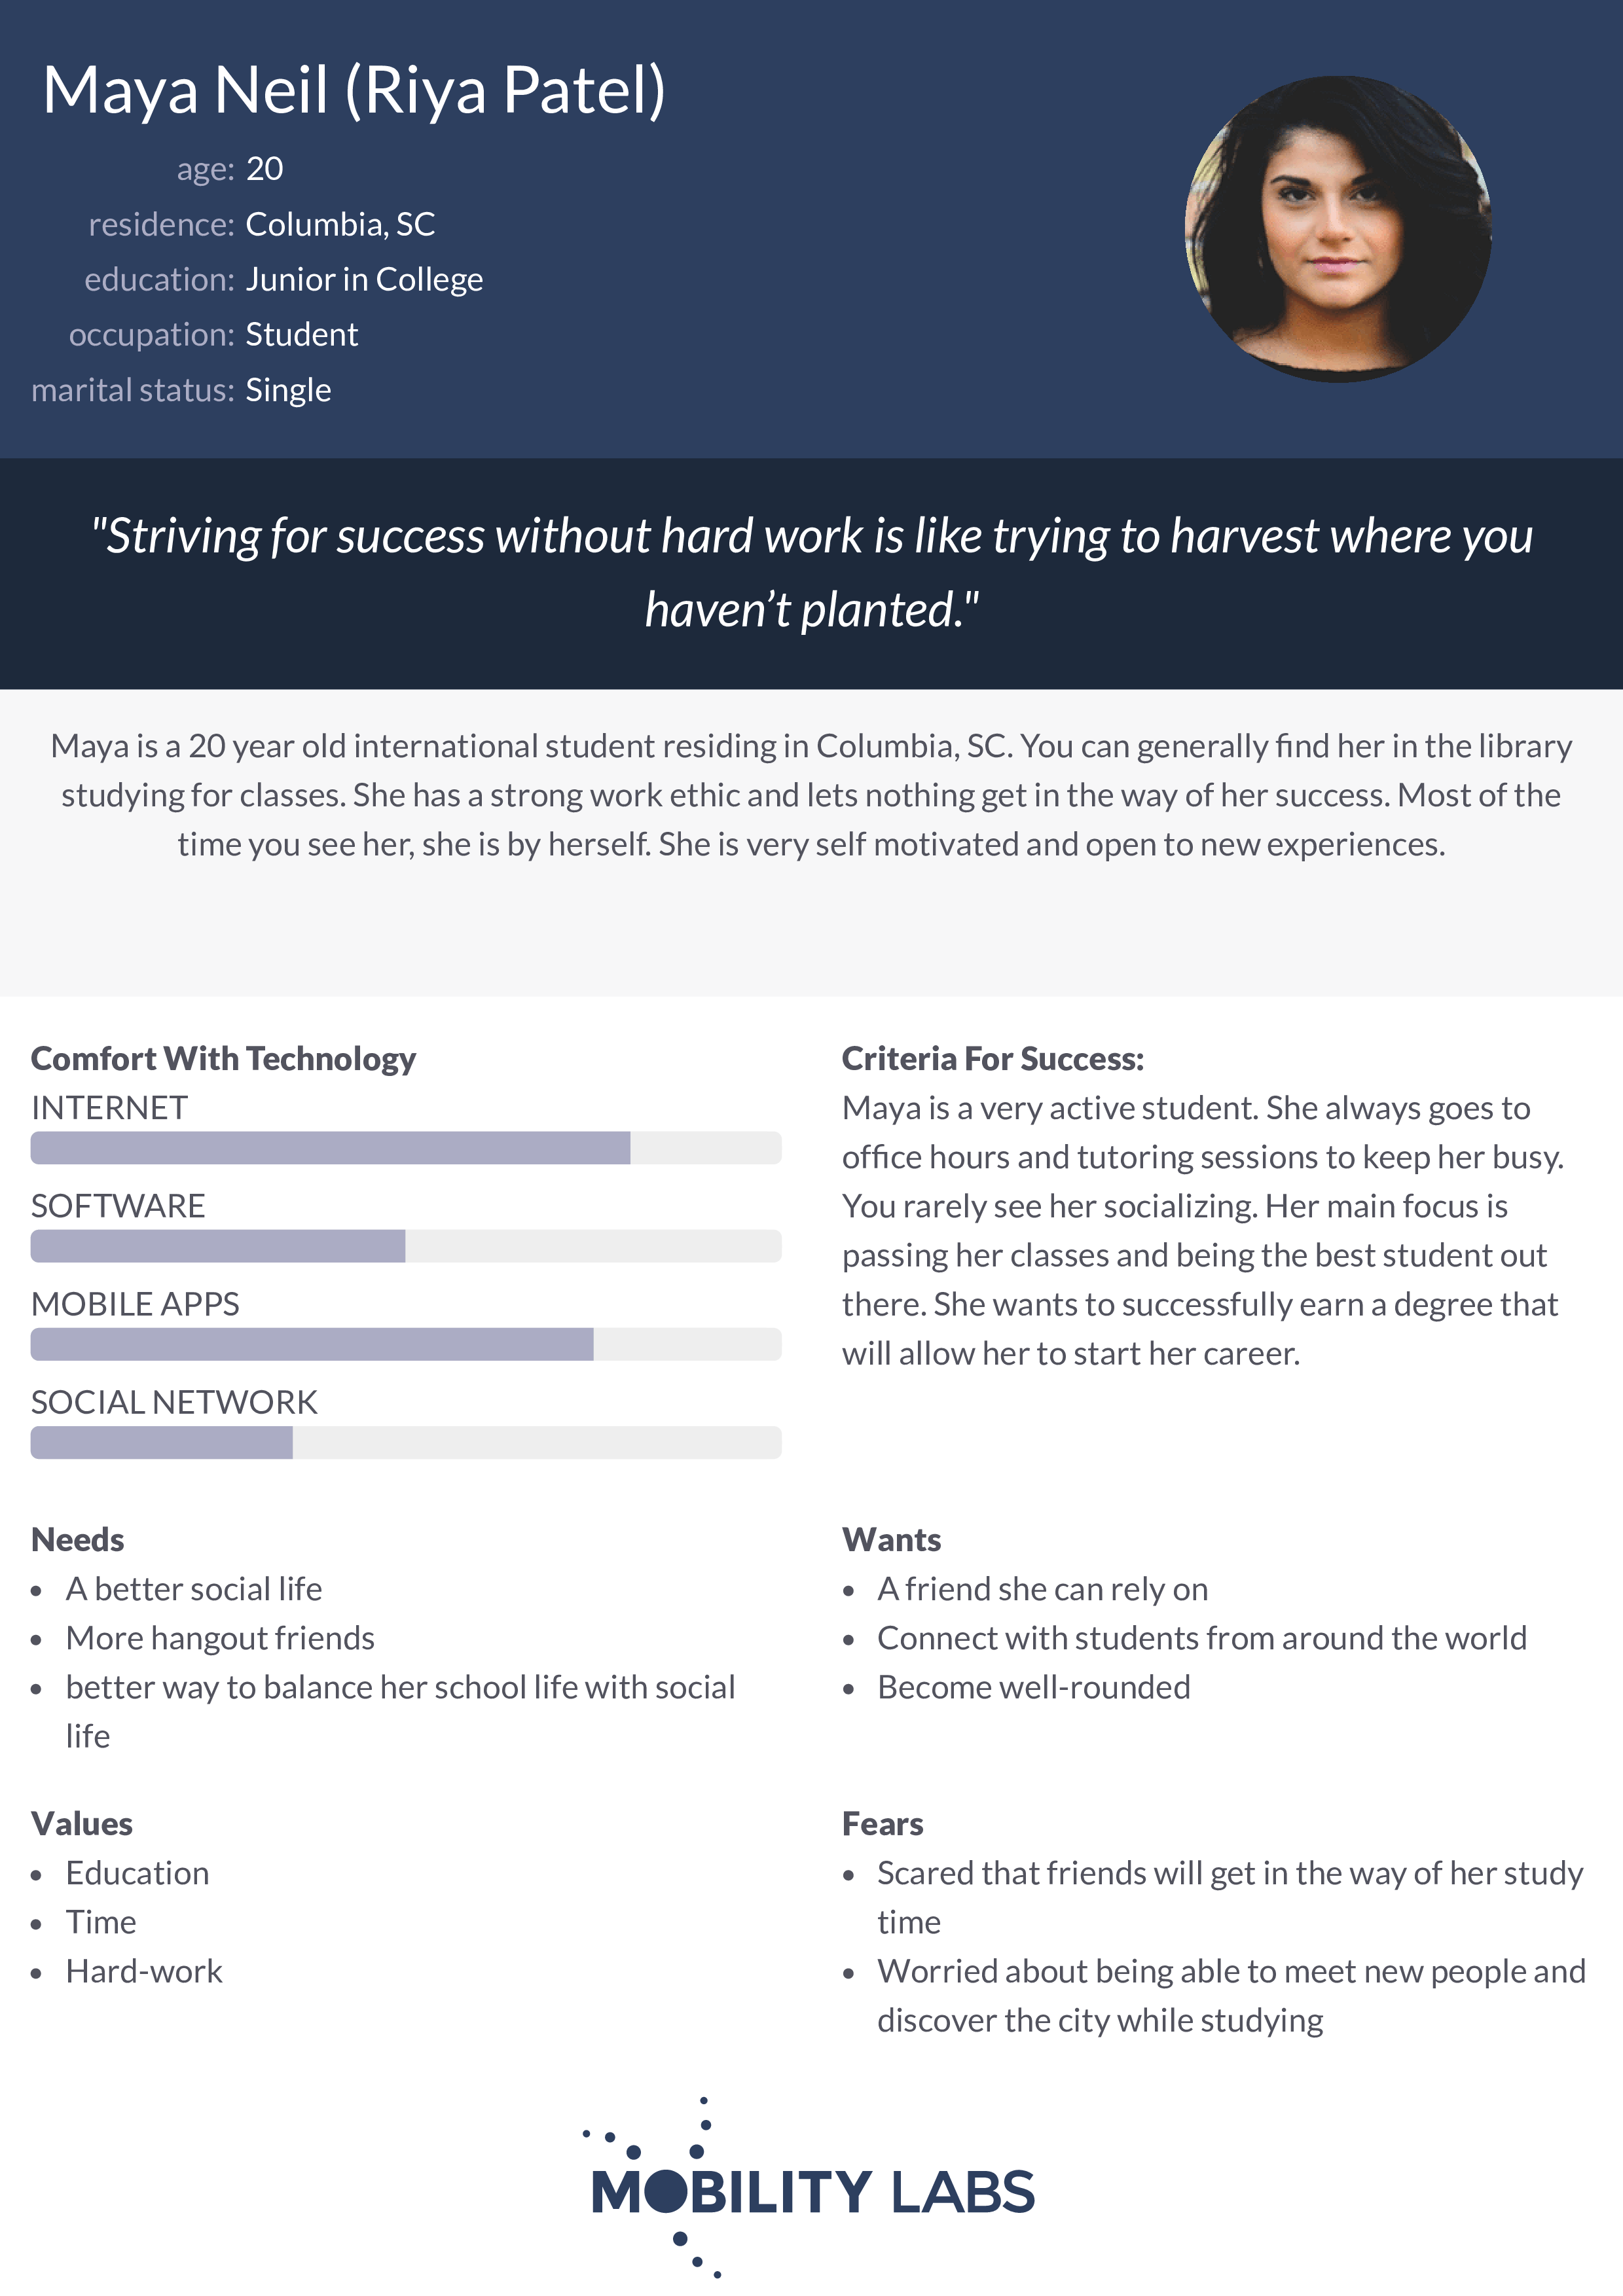 Maya Neil (Riya Patel)
age: 20
residence: Columbia, SC
education: Junior in College
occupation: Student
marital status: Single
"Striving for success without hard work is like trying to harvest where you
haven’t planted."
Maya is a 20 year old international student residing in Columbia, SC. You can generally find her in the library
studying for classes. She has a strong work ethic and lets nothing get in the way of her success. Most of the
time you see her, she is by herself. She is very self motivated and open to new experiences.
Comfort With Technology
INTERNET
SOFTWARE
MOBILE APPS
SOCIAL NETWORK
Criteria For Success:
Maya is a very active student. She always goes to
office hours and tutoring sessions to keep her busy.
You rarely see her socializing. Her main focus is
passing her classes and being the best student out
there. She wants to successfully earn a degree that
will allow her to start her career.
Needs
• A better social life
• More hangout friends
• better way to balance her school life with social
life
Wants
• A friend she can rely on
• Connect with students from around the world
• Become well-rounded
Values
• Education
• Time
• Hard-work
Fears
• Scared that friends will get in the way of her study
time
• Worried about being able to meet new people and
discover the city while studying
MOBILITY LABS